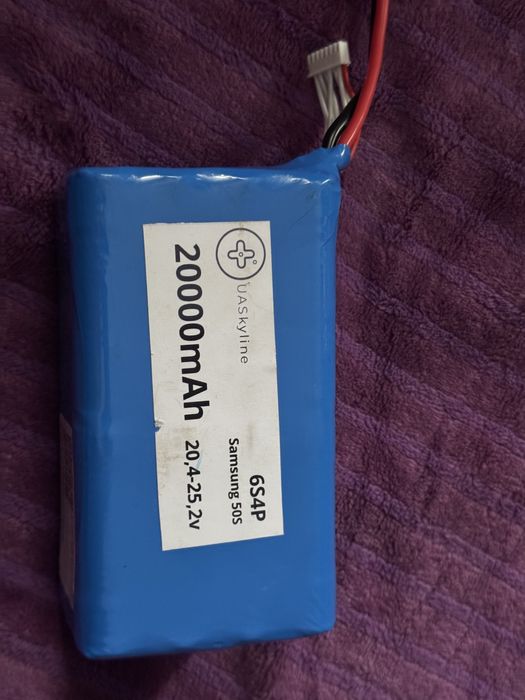 UASkyline
6S4P
Samsung 50S
20000mAh 20,4-25,2v